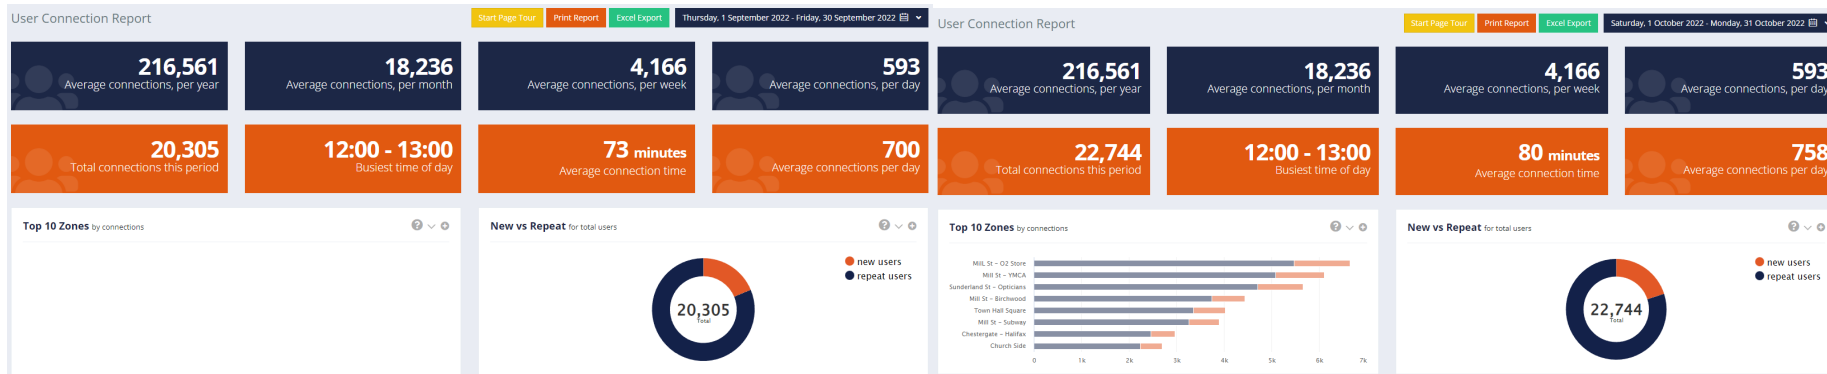 User Connection Report
Start Page Tour
Print Report
Excel Export
Thursday, 1 September 2022 - Friday, 30 September 2022
216,561
Average connections, per year
18,236
Average connections, per month
4,166
Average connections, per week
593
Average connections, per day
20,305
Total connections this period
12:00 - 13:00
Busiest time of day
73 minutes
Average connection time
700
Average connections per day
Top 10 Zones by connections
New vs Repeat for total users
new users
repeat users
20,305
Total
User Connection Report
Start Page Tour
Print Report
Excel Export
Saturday, 1 October 2022 - Monday, 31 October 2022
216,561
Average connections, per year
18,236
Average connections, per month
4,166
Average connections, per week
593
Average connections, per day
22,744
Total connections this period
12:00 - 13:00
Busiest time of day
80 minutes
Average connection time
758
Average connections per day
Top 10 Zones by connections
MilL St - O2 Store
Mill St - YMCA
Sunderland St - Opticians
Mill St - Birchwood
Town Hall Square
Mill St - Subway
Chestergate - Halifax
Church Side
0 1k 2k 3k 4k 5k 6k 7k
New vs Repeat for total users
new users
repeat users
22,744
Total